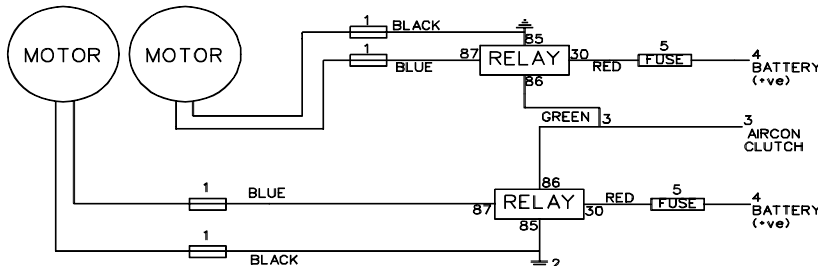 MOTOR
MOTOR
1
BLACK
1
BLUE
85
87
RELAY
30
86
RED
5
FUSE
4
BATTERY
(+ve)
GREEN
3
3
AIRCON
CLUTCH
1
BLUE
86
87
RELAY
30
85
RED
5
FUSE
4
BATTERY
(+ve)
1
BLACK
2